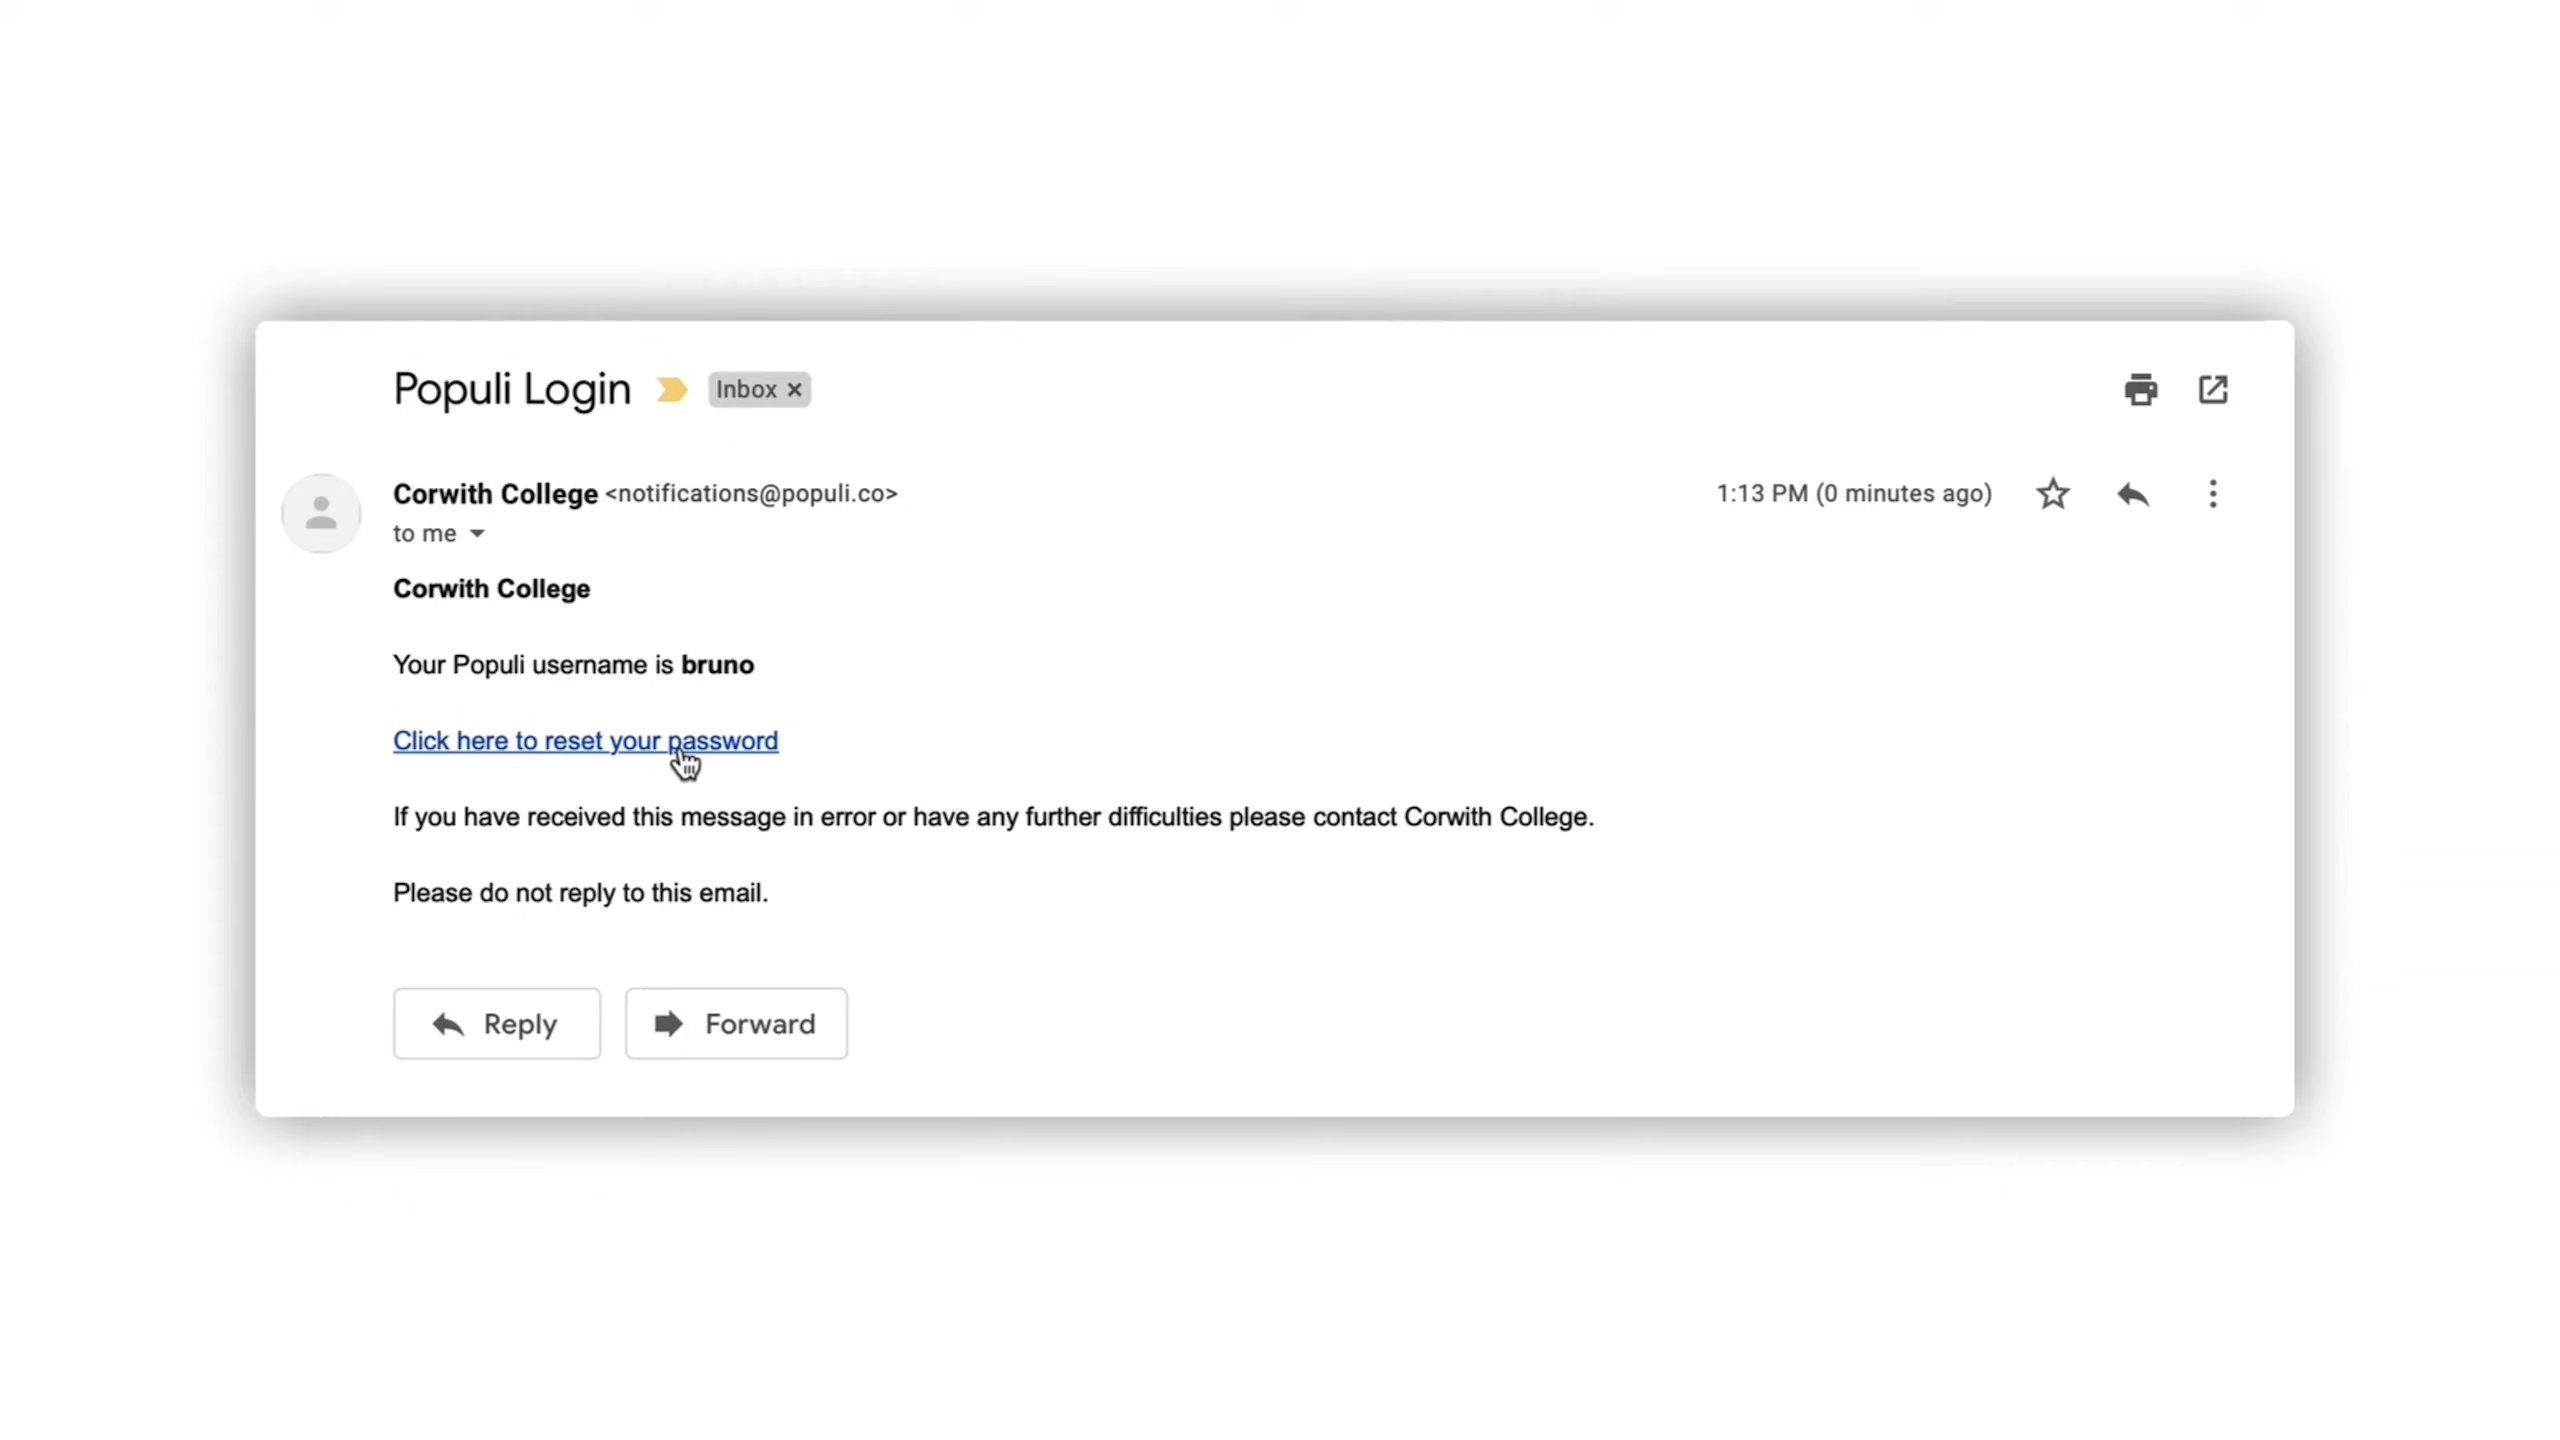 Populi Login Inbox ×
Corwith College <notifications@populi.co> 1:13 PM (0 minutes ago)
to me
Corwith College
Your Populi username is bruno
Click here to reset your password
If you have received this message in error or have any further difficulties please contact Corwith College.
Please do not reply to this email.
Reply Forward